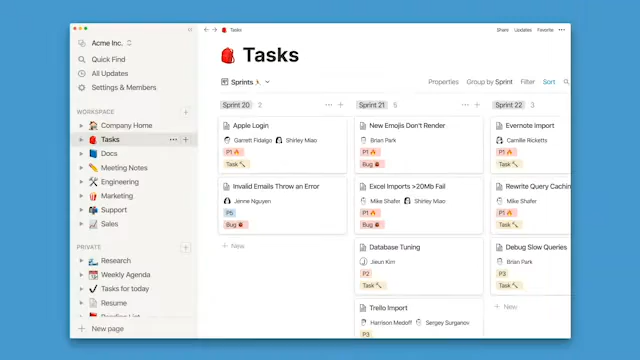 Acme Inc.
Quick Find
All Updates
Settings & Members
WORKSPACE
Company Home
Tasks
Docs
Meeting Notes
Engineering
Marketing
Support
Sales
PRIVATE
Research
Weekly Agenda
Tasks for today
Resume
Reading List
New page
Tasks
Share Updates Favorite
Tasks
Sprints
Properties Group by Sprint Filter Sort
Sprint 20 2
Apple Login
Garrett Fidalgo Shirley Miao
P1
Task
Invalid Emails Throw an Error
Jenne Nguyen
P5
Bug
New
Sprint 21 5
New Emojis Don't Render
Brian Park
P1
Bug
Excel Imports >20Mb Fail
Mike Shafer Shirley Miao
P1
Bug
Database Tuning
Jieun Kim
P2
Task
Trello Import
Harrison Medoff Sergey Surganov
P3
Sprint 22 3
Evernote Import
Camille Ricketts
P1
Task
Rewrite Query Cachin
Mike Shafer
P1
Task
Debug Slow Queries
Brian Park
P3
Task
New